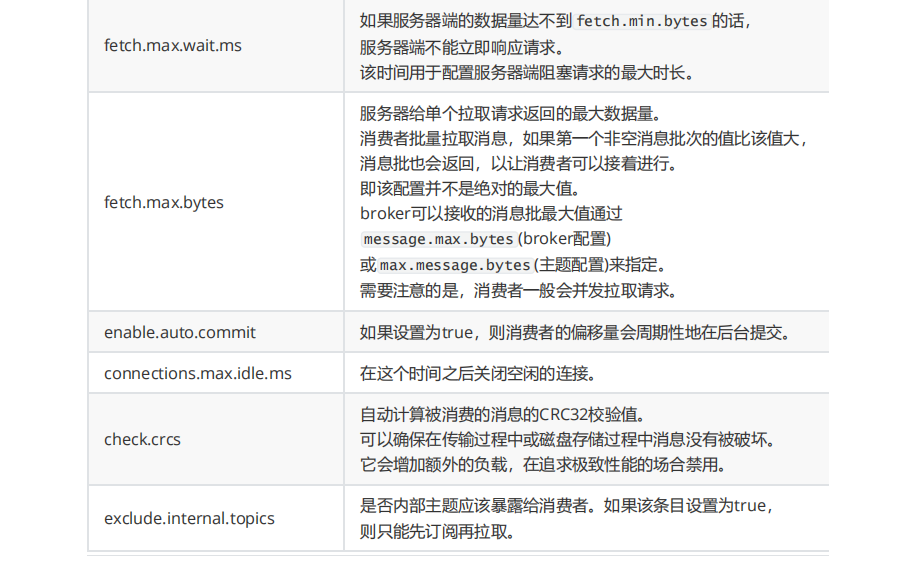 fetch.max.wait.ms
如果服务器端的数据量达不到 fetch.min.bytes 的话，
服务器端不能立即响应请求。
该时间用于配置服务器端阻塞请求的最大时长。
fetch.max.bytes
服务器给单个拉取请求返回的最大数据量。
消费者批量拉取消息，如果第一个非空消息批次的值比该值大，
消息批也会返回，以让消费者可以接着进行。
即该配置并不是绝对的最大值。
broker可以接收的消息批最大值通过
message.max.bytes (broker配置)
或 max.message.bytes (主题配置)来指定。
需要注意的是，消费者一般会并发拉取请求。
enable.auto.commit
如果设置为true，则消费者的偏移量会周期性地在后台提交。
connections.max.idle.ms
在这个时间之后关闭空闲的连接。
check.crcs
自动计算被消费的消息的CRC32校验值。
可以确保在传输过程中或磁盘存储过程中消息没有被破坏。
它会增加额外的负载，在追求极致性能的场合禁用。
exclude.internal.topics
是否内部主题应该暴露给消费者。如果该条目设置为true，
则只能先订阅再拉取。